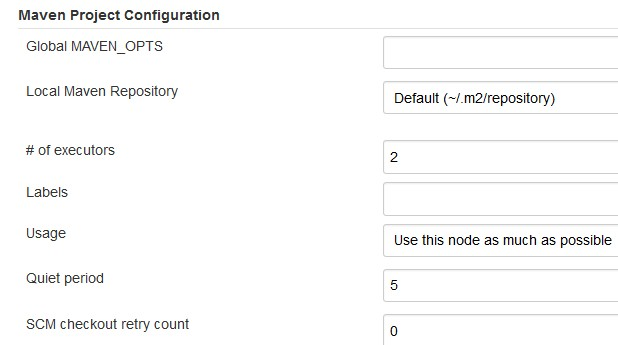 Maven Project Configuration
Global MAVEN_OPTS
Local Maven Repository
Default (~/.m2/repository)
# of executors
2
Labels
Usage
Use this node as much as possible
Quiet period
5
SCM checkout retry count
0